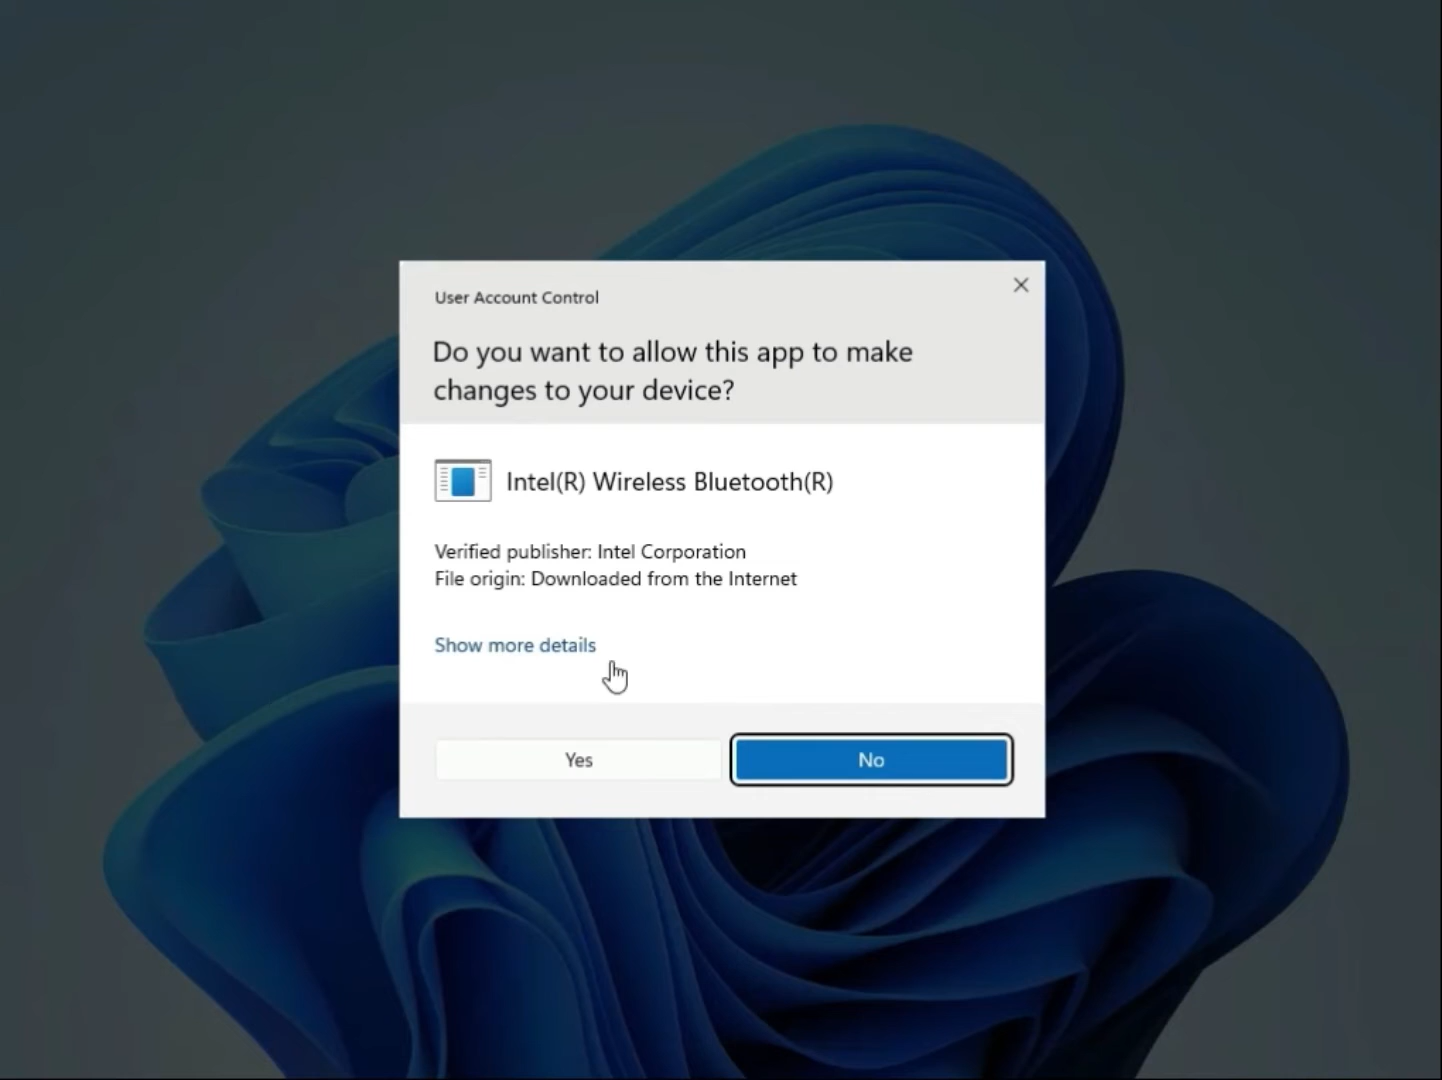 User Account Control
Do you want to allow this app to make
changes to your device?
Intel(R) Wireless Bluetooth(R)
Verified publisher: Intel Corporation
File origin: Downloaded from the Internet
Show more details
Yes
No